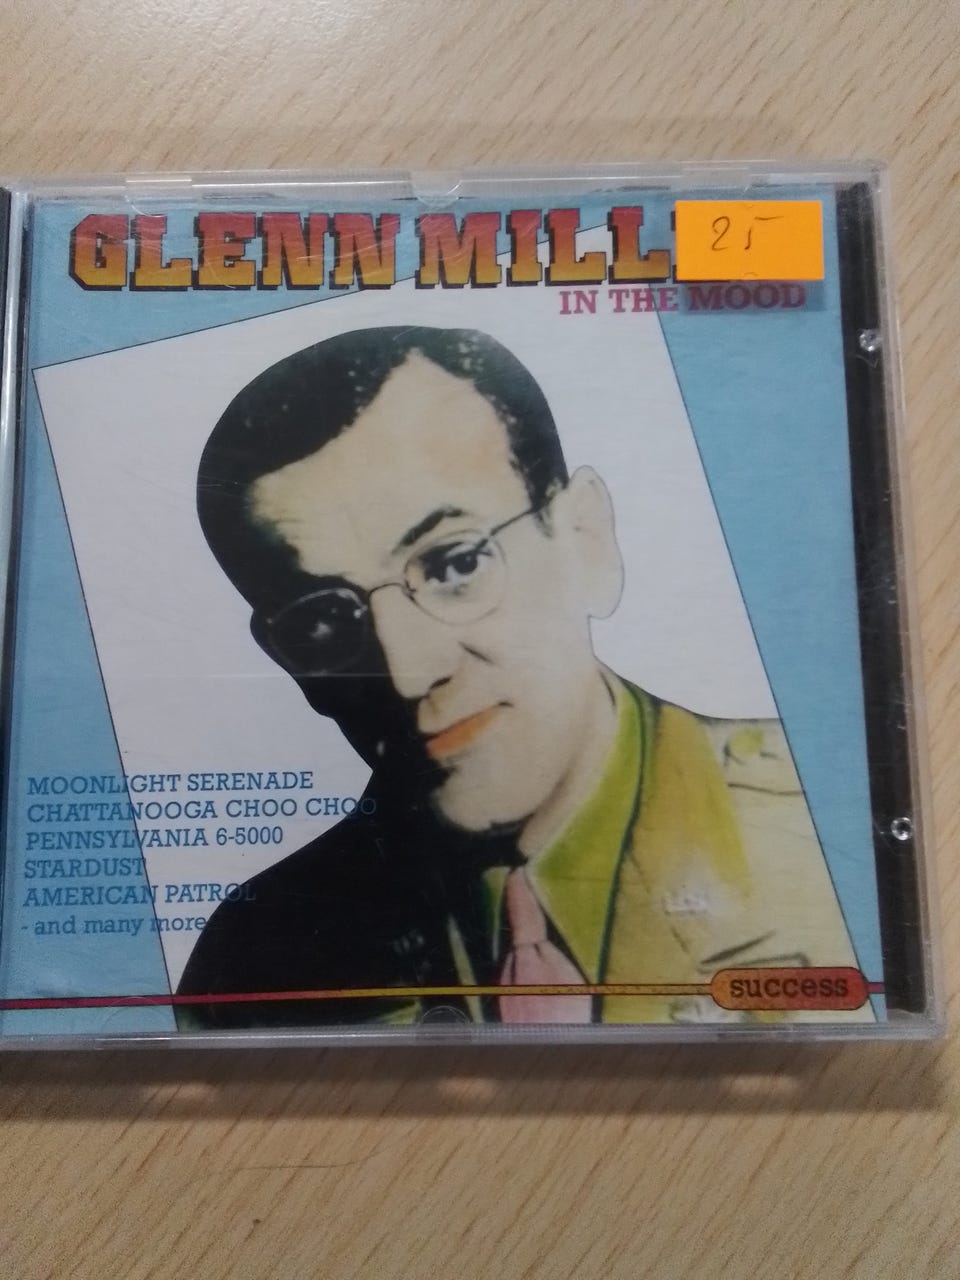 GLENN MILL
25
IN THE MOOD
MOONLIGHT SERENADE
CHATTANOOGA CHOO CHOO
PENNSYLVANIA 6-5000
STARDUST
AMERICAN PATROL
- and many more
success